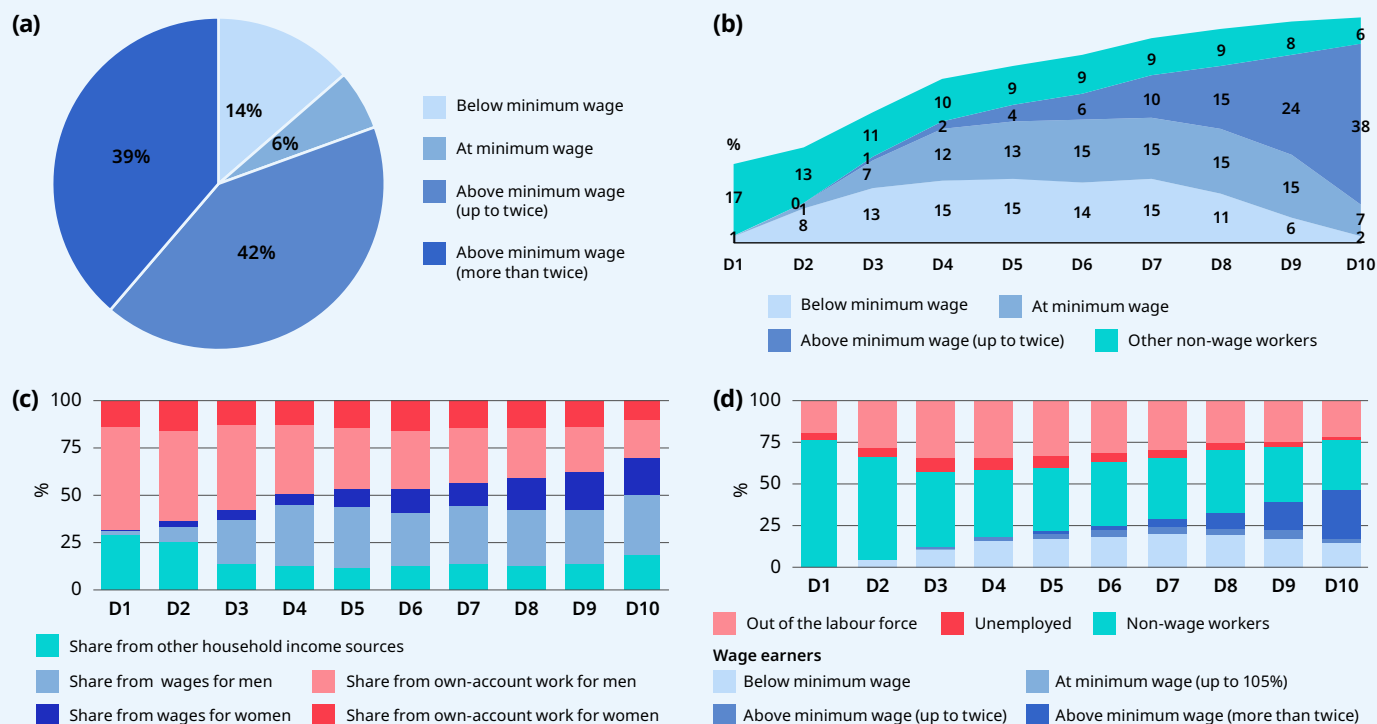 (a)
14%
6%
39%
42%
Below minimum wage
At minimum wage
Above minimum wage
(up to twice)
Above minimum wage
(more than twice)
(b)
%
17 13 11 10 9 9 9 9 8 6
0 1 2 4 6 10 15 24 38
1 7 12 13 15 15 15 15 7
1 8 13 15 15 14 15 11 6 2
D1 D2 D3 D4 D5 D6 D7 D8 D9 D10
Below minimum wage At minimum wage
Above minimum wage (up to twice) Other non-wage workers
(c)
100
75
50
25
0
%
D1 D2 D3 D4 D5 D6 D7 D8 D9 D10
Share from other household income sources
Share from wages for men Share from own-account work for men
Share from wages for women Share from own-account work for women
(d)
100
75
50
25
0
%
D1 D2 D3 D4 D5 D6 D7 D8 D9 D10
Out of the labour force Unemployed Non-wage workers
Wage earners
Below minimum wage At minimum wage (up to 105%)
Above minimum wage (up to twice) Above minimum wage (more than twice)